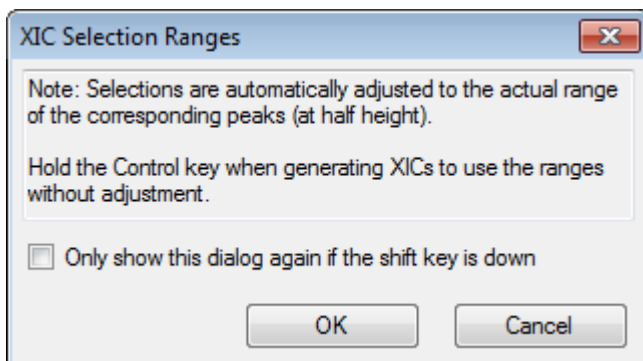 XIC Selection Ranges
Note: Selections are automatically adjusted to the actual range
of the corresponding peaks (at half height).
Hold the Control key when generating XICs to use the ranges
without adjustment.
Only show this dialog again if the shift key is down
OK
Cancel